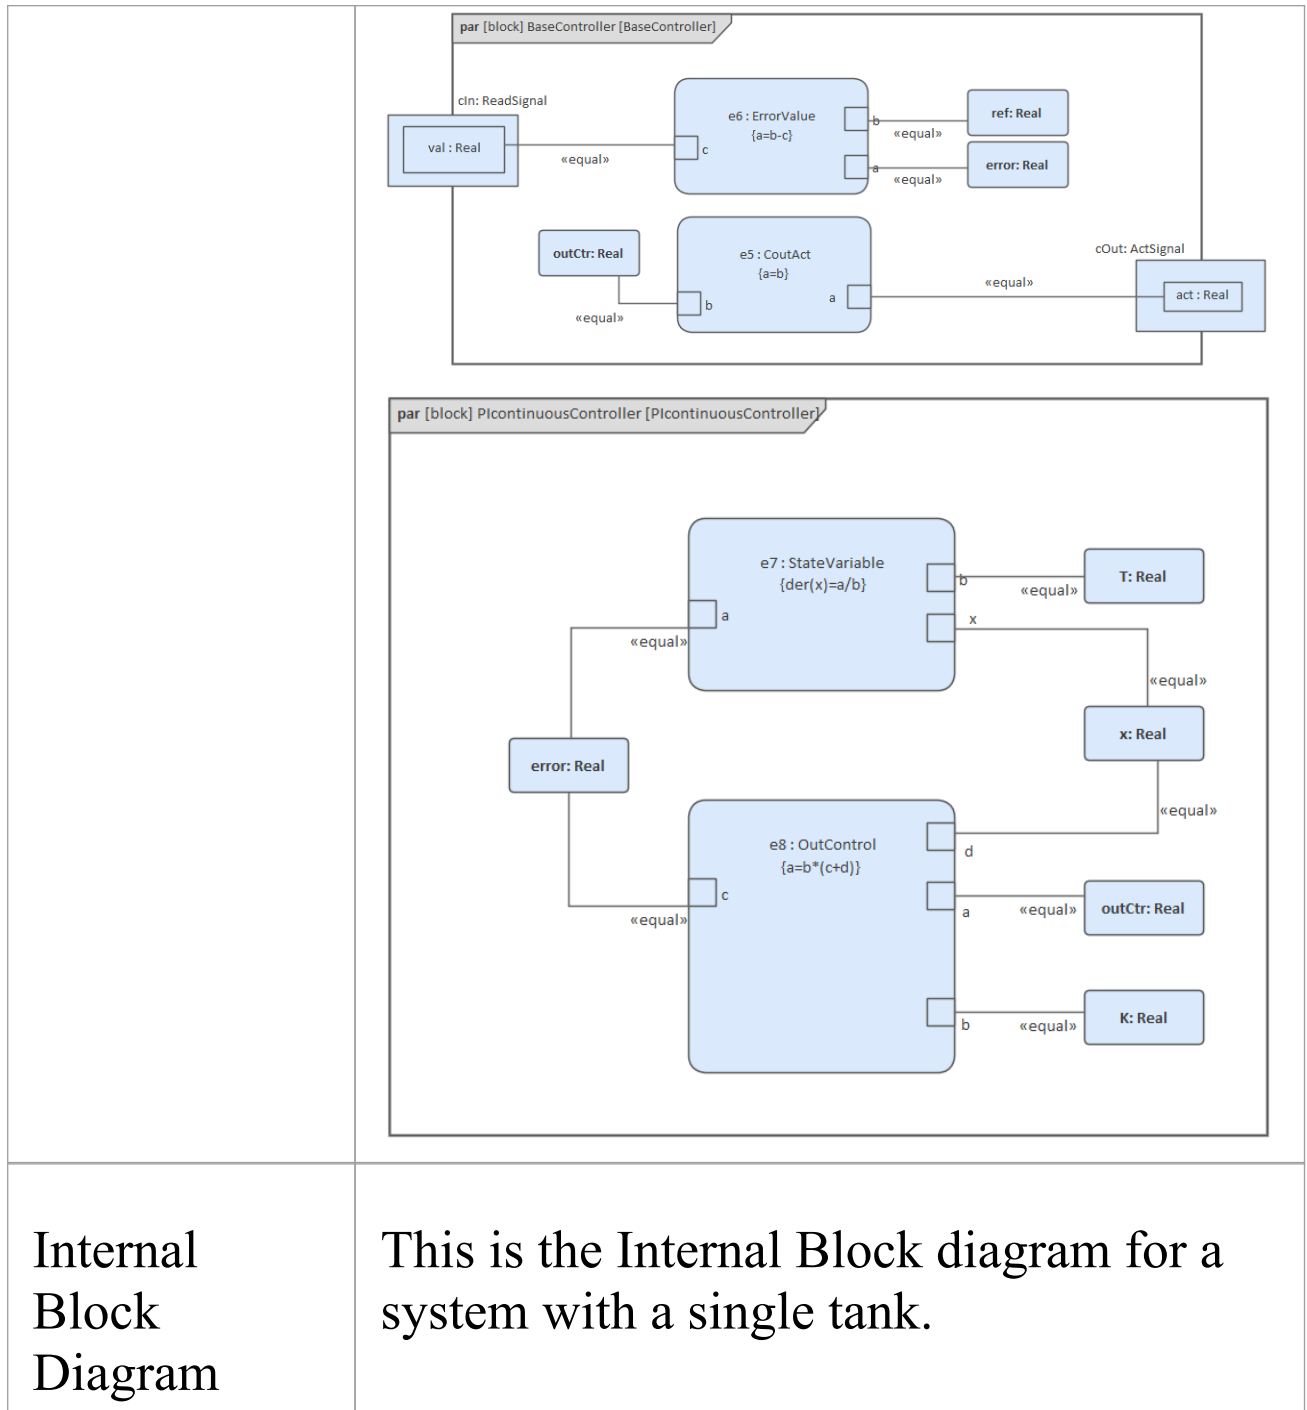 par [block] BaseController [BaseController]
cIn: ReadSignal
val : Real
«equal»
e6 : ErrorValue
{a=b-c}
c
b
a
«equal»
«equal»
ref: Real
error: Real
outCtr: Real
«equal»
e5 : CoutAct
{a=b}
b
a
«equal»
cOut: ActSignal
act : Real
par [block] PIcontinuousController [PIcontinuousController]
e7 : StateVariable
{der(x)=a/b}
a
b
x
«equal»
«equal»
T: Real
«equal»
x: Real
«equal»
error: Real
e8 : OutControl
{a=b*(c+d)}
c
d
a
b
«equal»
«equal»
outCtr: Real
«equal»
K: Real
Internal
Block
Diagram
This is the Internal Block diagram for a
system with a single tank.